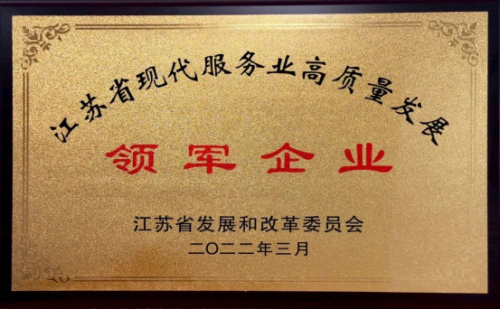 江苏省现代服务业高质量发展
领军企业
江苏省发展和改革委员会
二〇二二年三月